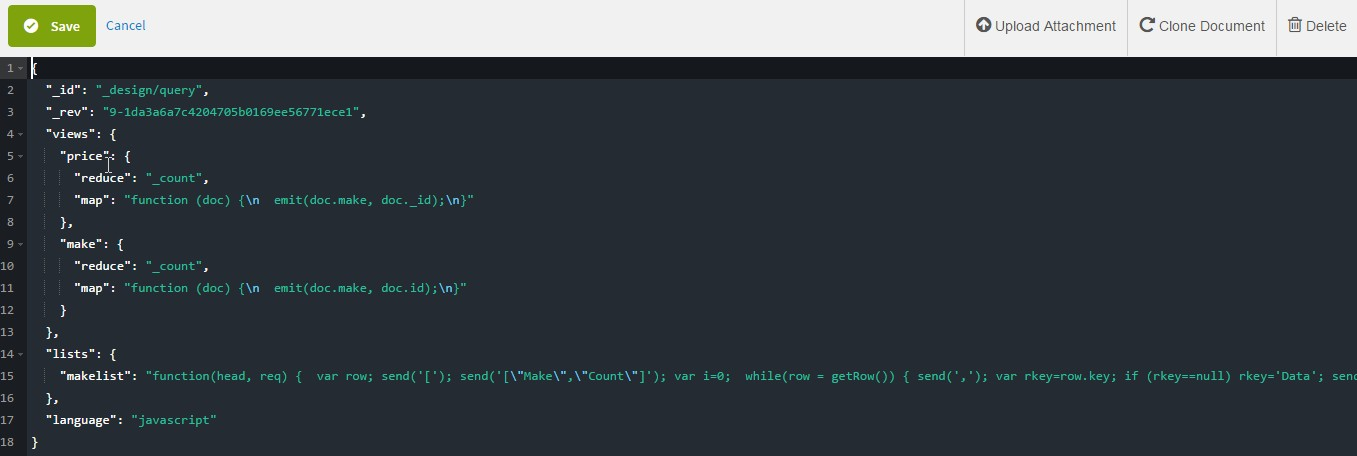 Save Cancel Upload Attachment Clone Document Delete
1 {
2 "_id": "_design/query",
3 "_rev": "9-1da3a6a7c4204705b0169ee56771ece1",
4 "views": {
5 "price": {
6 "reduce": "_count",
7 "map": "function (doc) {\n  emit(doc.make, doc._id);\n}"
8 },
9 "make": {
10 "reduce": "_count",
11 "map": "function (doc) {\n  emit(doc.make, doc.id);\n}"
12 }
13 },
14 "lists": {
15 "makelist": "function(head, req) {  var row; send('['); send('[\"Make\",\"Count\"]'); var i=0;  while(row = getRow()) { send(','); var rkey=row.key; if (rkey==null) rkey='Data'; send
16 },
17 "language": "javascript"
18 }